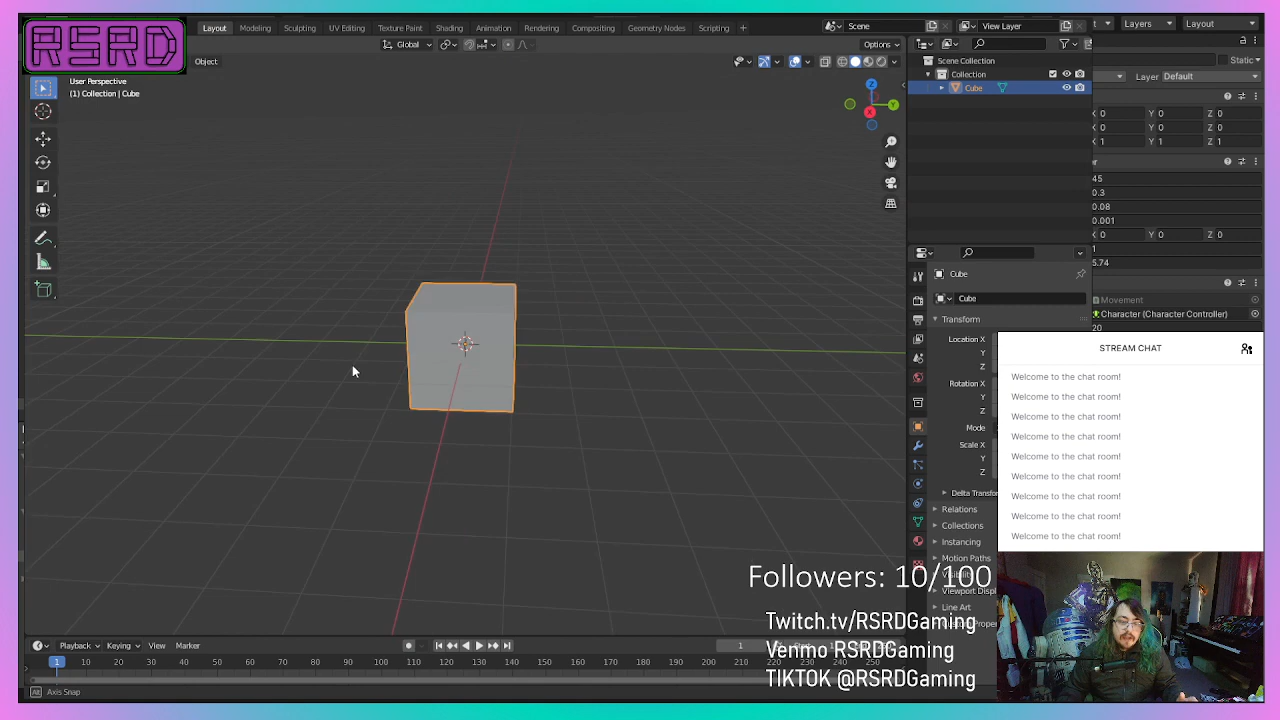 RSRD
Layout Modeling Sculpting UV Editing Texture Paint Shading Animation Rendering Compositing Geometry Nodes Scripting +
Scene
View Layer
Layers
Layout
Global
Options
Object
User Perspective
(1) Collection | Cube
Z
Y
X
Scene Collection
Collection
Cube
Static
Layer Default
X 0 Y 0 Z 0
X 0 Y 0 Z 0
X 1 Y 1 Z 1
45
0.3
0.08
0.001
X 0 Y 0 Z 0
1
5.74
Movement
Character (Character Controller)
20
Cube
Cube
Transform
Location X
Y
Z
Rotation X
Y
Z
Mode
Scale X
Y
Z
Delta Transfor
Relations
Collections
Instancing
Motion Paths
Viewport Displ
Line Art
STREAM CHAT
Welcome to the chat room!
Welcome to the chat room!
Welcome to the chat room!
Welcome to the chat room!
Welcome to the chat room!
Welcome to the chat room!
Welcome to the chat room!
Welcome to the chat room!
Welcome to the chat room!
Followers: 10/100
Twitch.tv/RSRDGaming
Venmo RSRDGaming
TIKTOK @RSRDGaming
Playback Keying View Marker
1
1 10 20 30 40 50 60 70 80 90 100 110 120 130 140 150 160 170 180 190 200 210 220 230 240 250
Alt Axis Snap